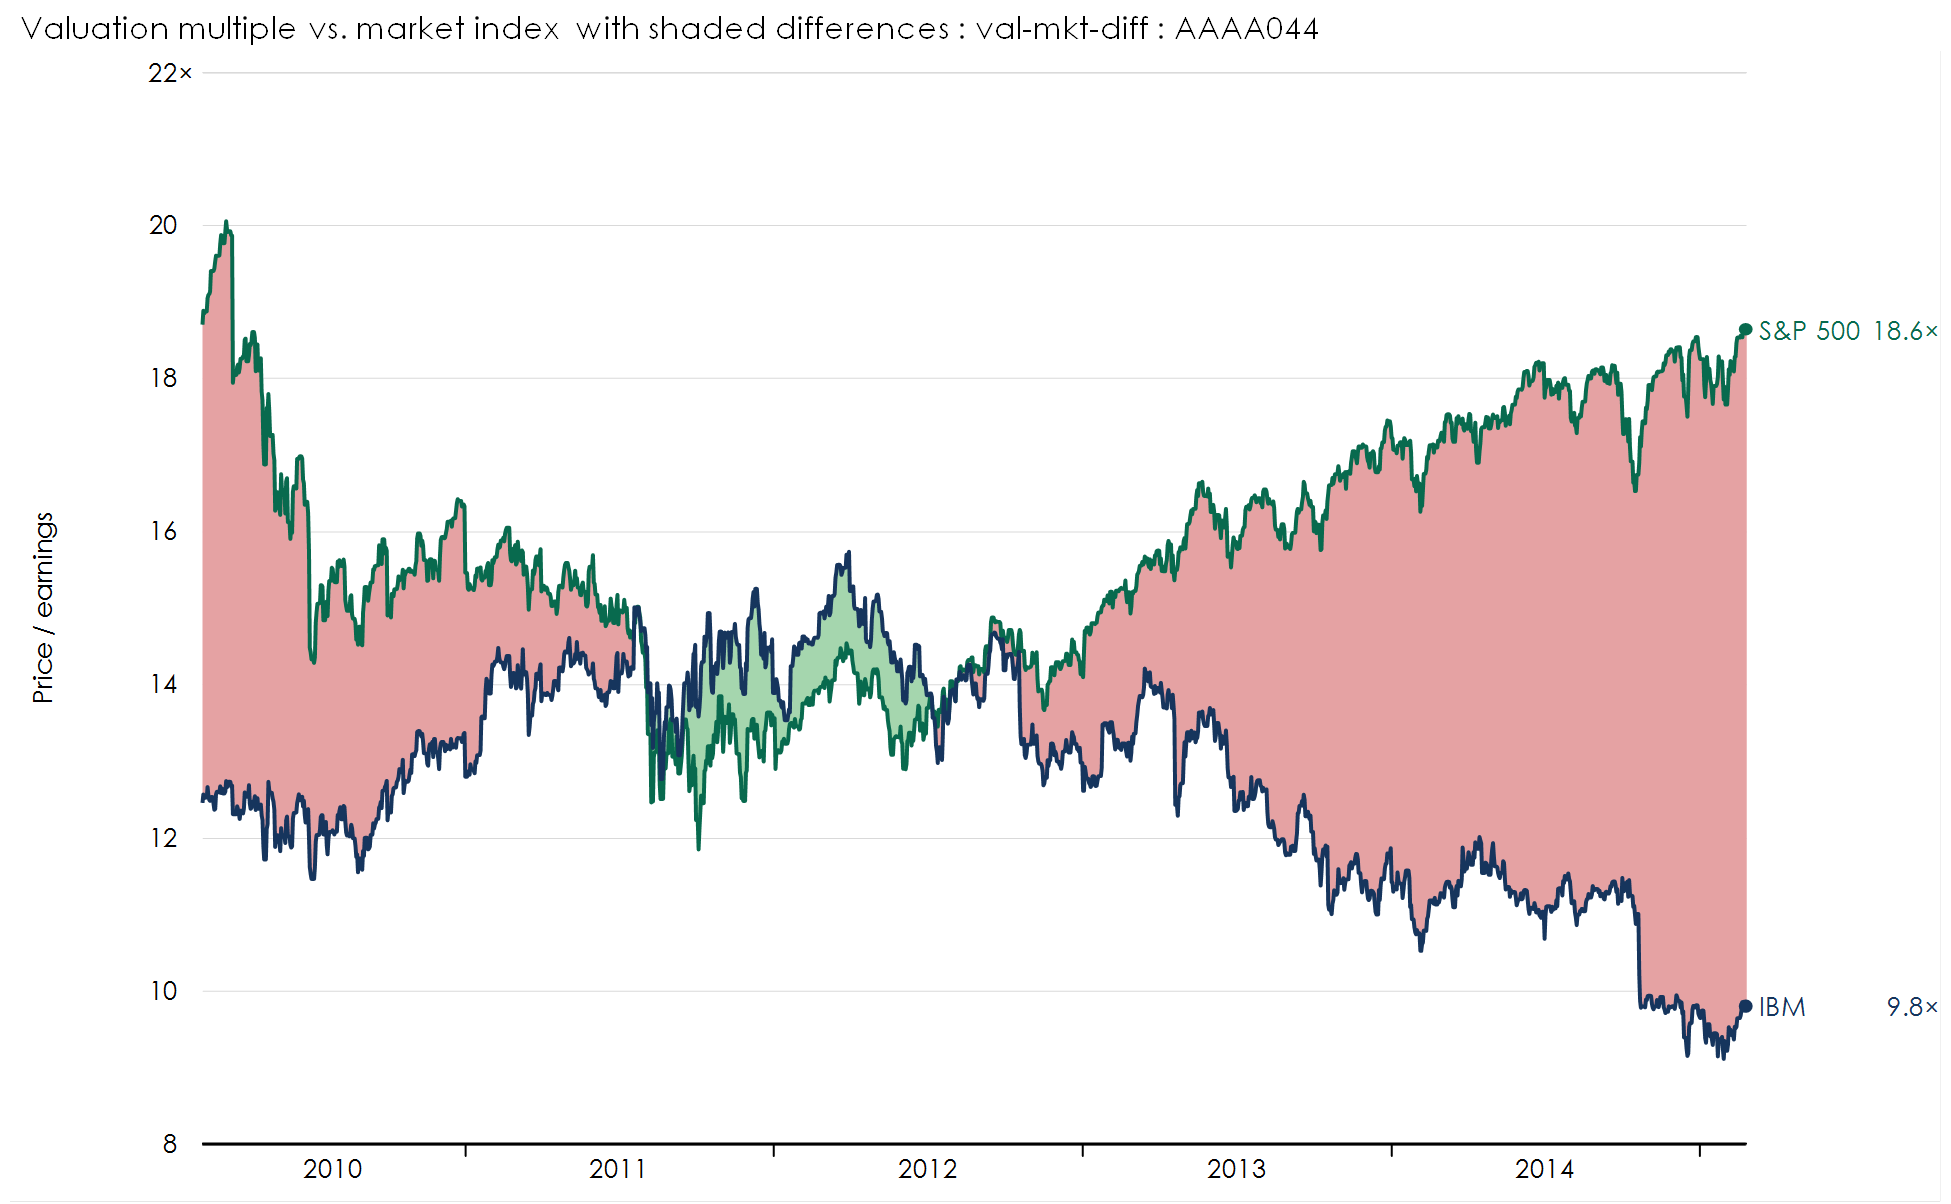 Valuation multiple vs. market index with shaded differences : val-mkt-diff : AAAA044
22×
20
18
16
14
12
10
8
Price / earnings
S&P 500 18.6×
IBM 9.8×
2010 2011 2012 2013 2014